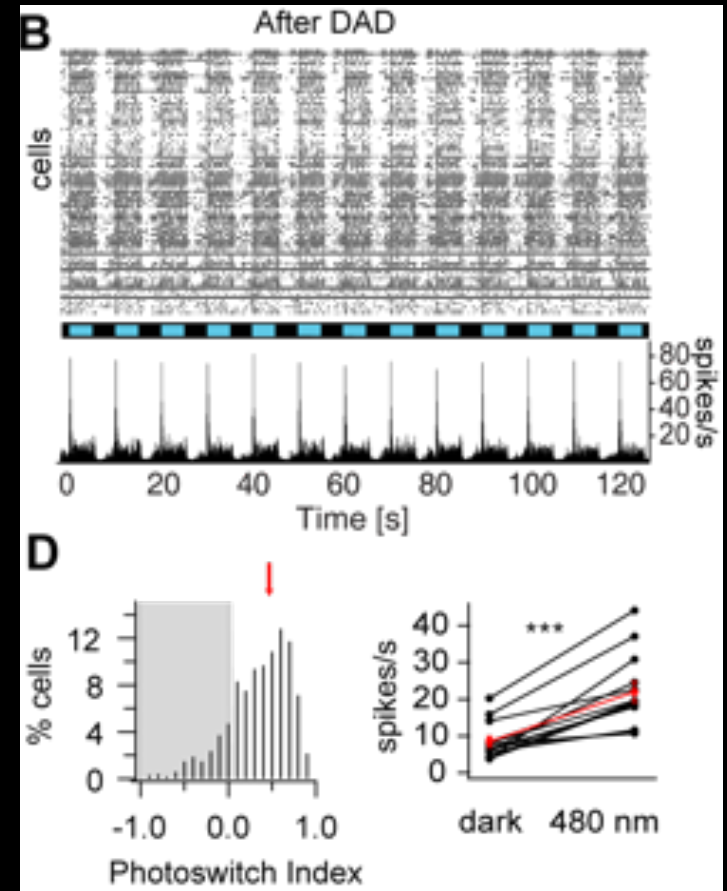 B
After DAD
cells
80
60
40
20
spikes/s
0 20 40 60 80 100 120
Time [s]
D
12
8
4
0
% cells
-1.0 0.0 1.0
Photoswitch Index
***
40
30
20
10
0
spikes/s
dark 480 nm